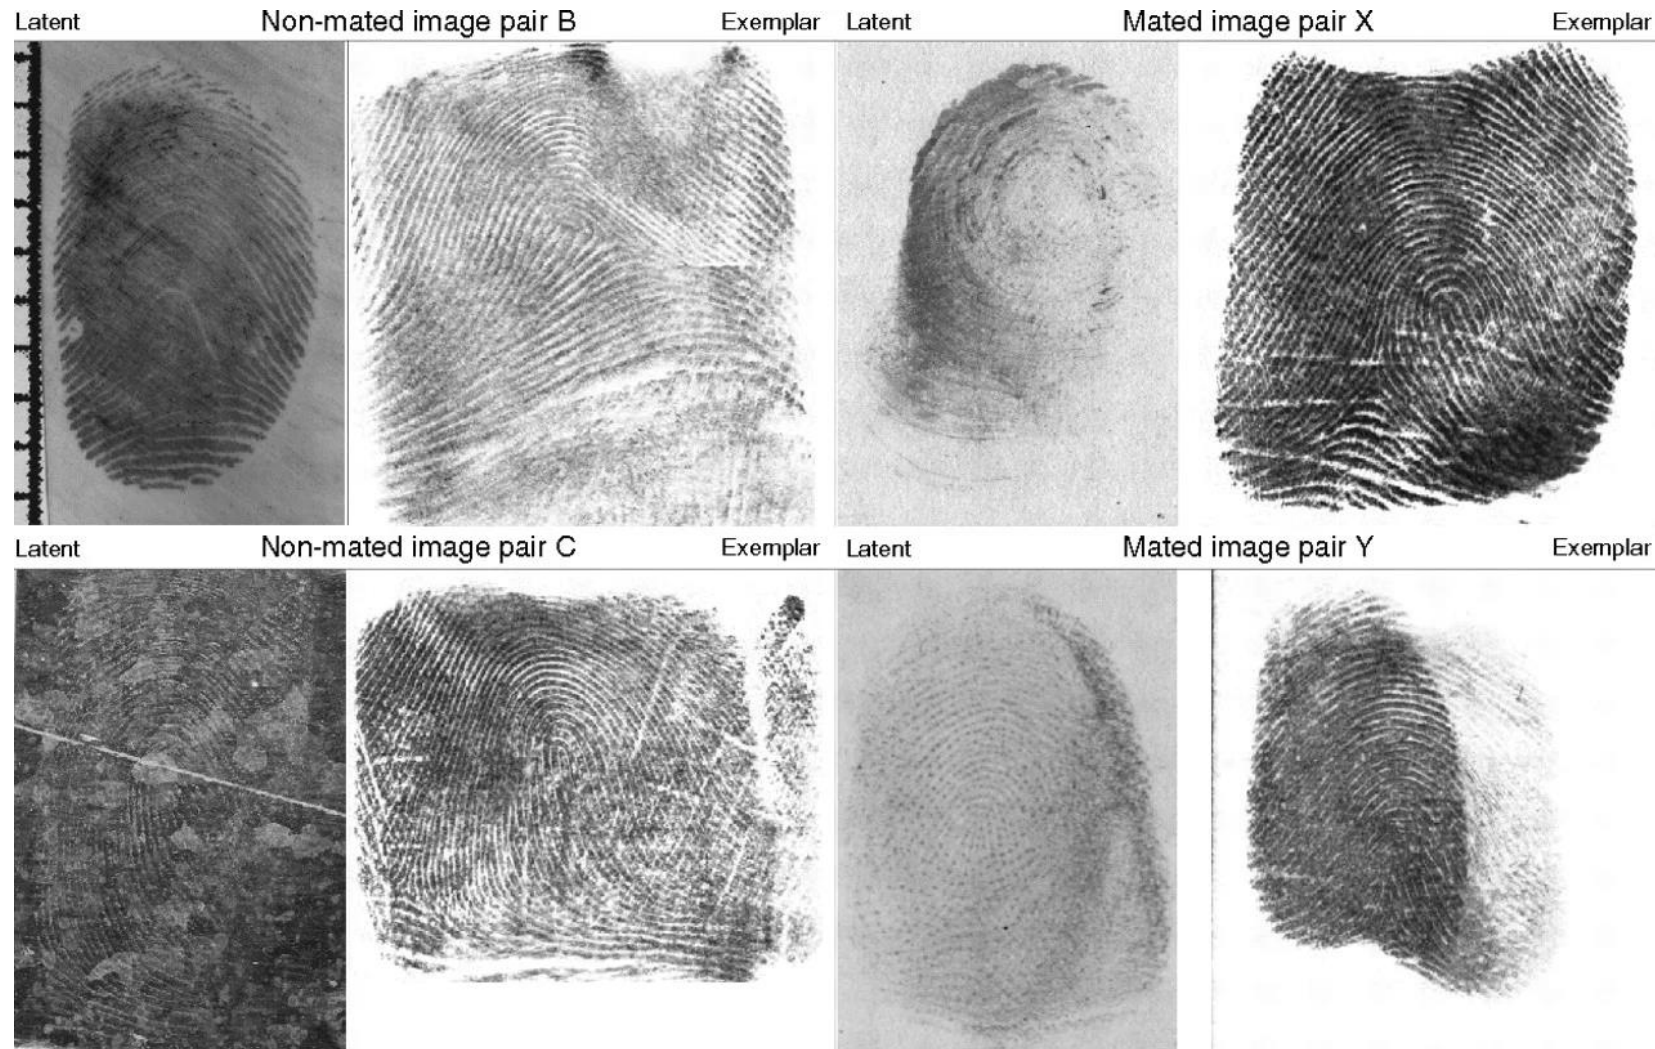 Latent Non-mated image pair B Exemplar
Latent Mated image pair X Exemplar
Latent Non-mated image pair C Exemplar
Latent Mated image pair Y Exemplar